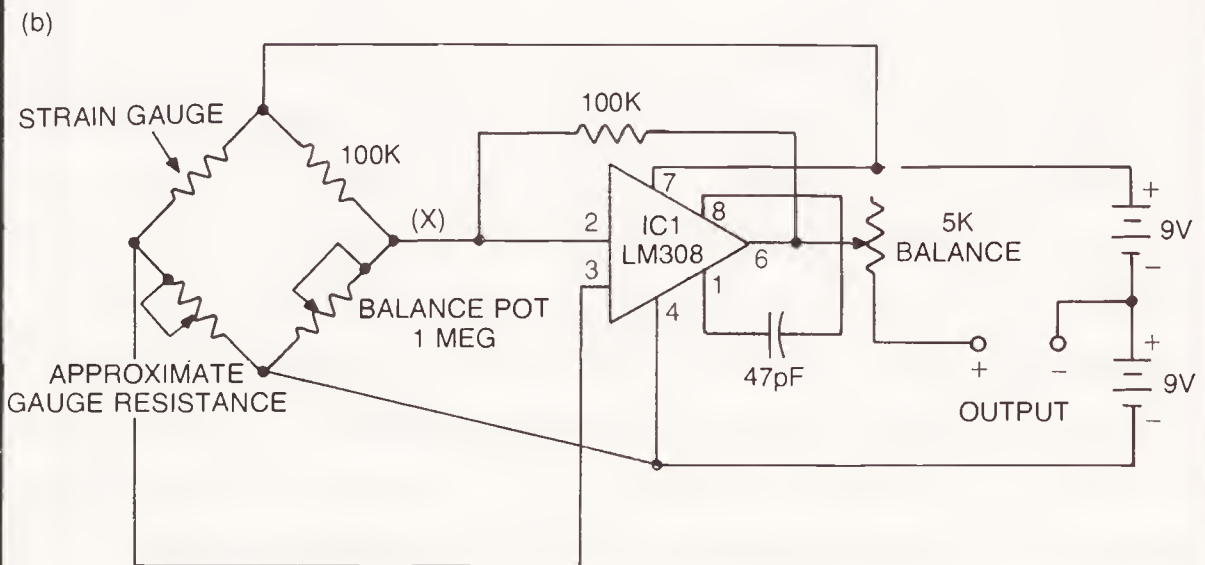 (b)
STRAIN GAUGE
100K
100K
(X)
2
3
7
8
IC1
LM308
6
1
4
47pF
5K
BALANCE
BALANCE POT
1 MEG
APPROXIMATE
GAUGE RESISTANCE
+
-
OUTPUT
+
9V
-
+
9V
-